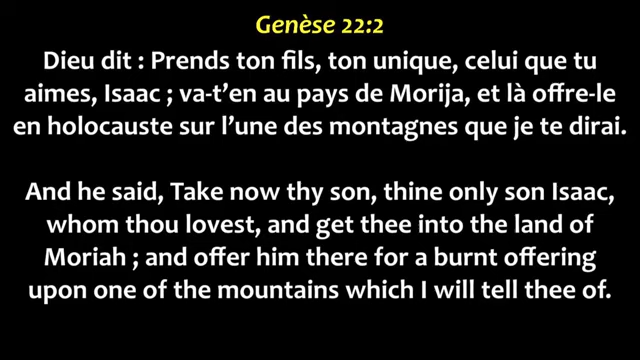 Genèse 22:2
Dieu dit : Prends ton fils, ton unique, celui que tu
aimes, Isaac ; va-t’en au pays de Morija, et là offre-le
en holocauste sur l’une des montagnes que je te dirai.
And he said, Take now thy son, thine only son Isaac,
whom thou lovest, and get thee into the land of
Moriah ; and offer him there for a burnt offering
upon one of the mountains which I will tell thee of.